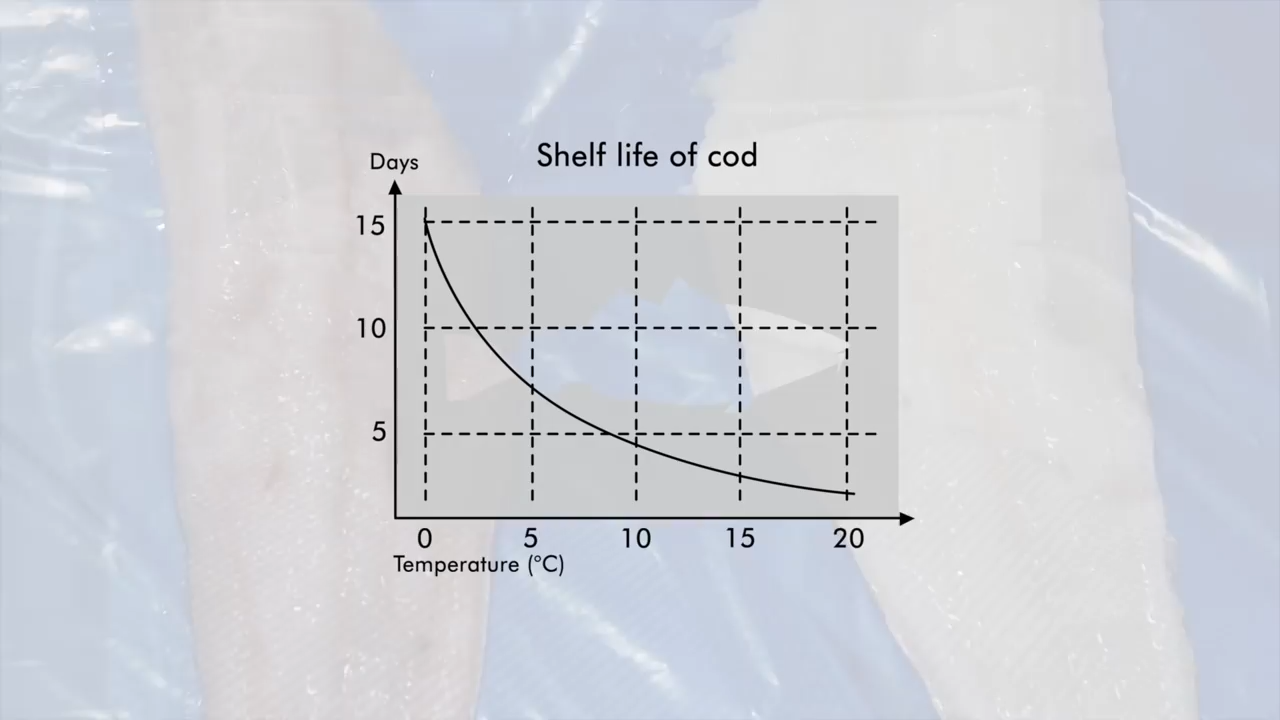 Shelf life of cod
Days
15
10
5
0 5 10 15 20
Temperature (°C)